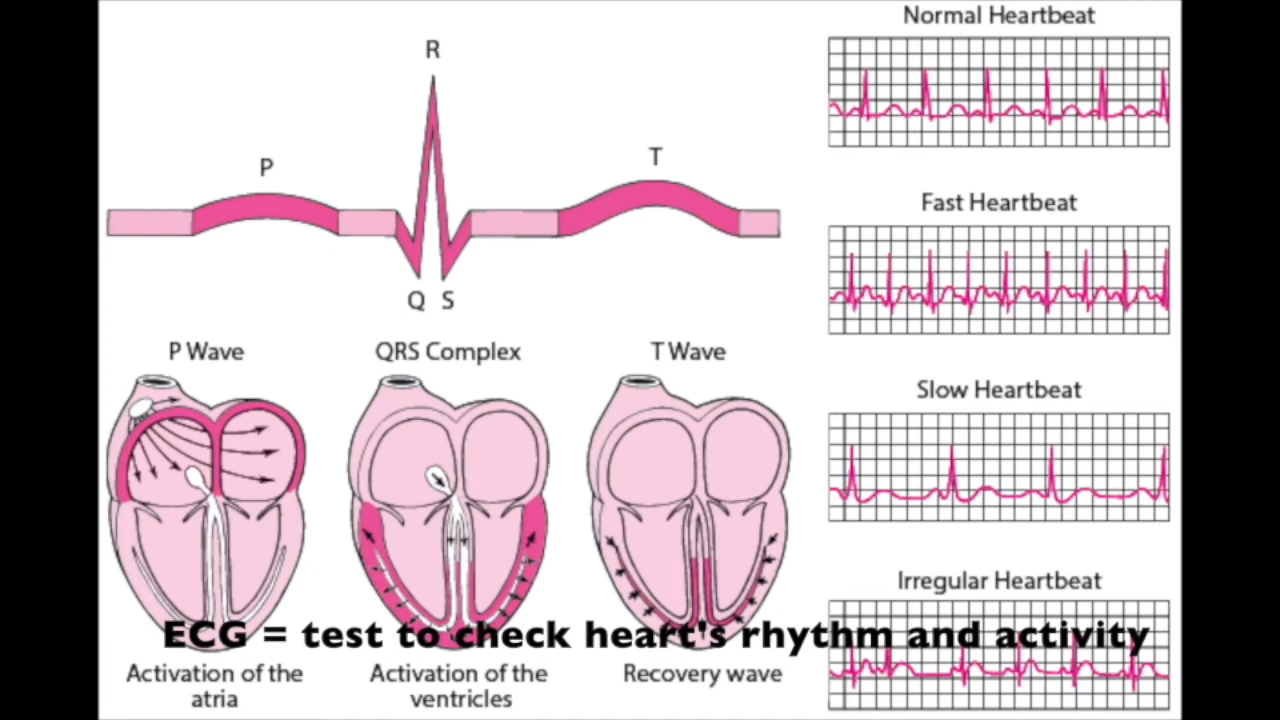 R
P
T
Q S
P Wave
QRS Complex
T Wave
Activation of the
atria
Activation of the
ventricles
Recovery wave
Normal Heartbeat
Fast Heartbeat
Slow Heartbeat
Irregular Heartbeat
ECG = test to check heart's rhythm and activity